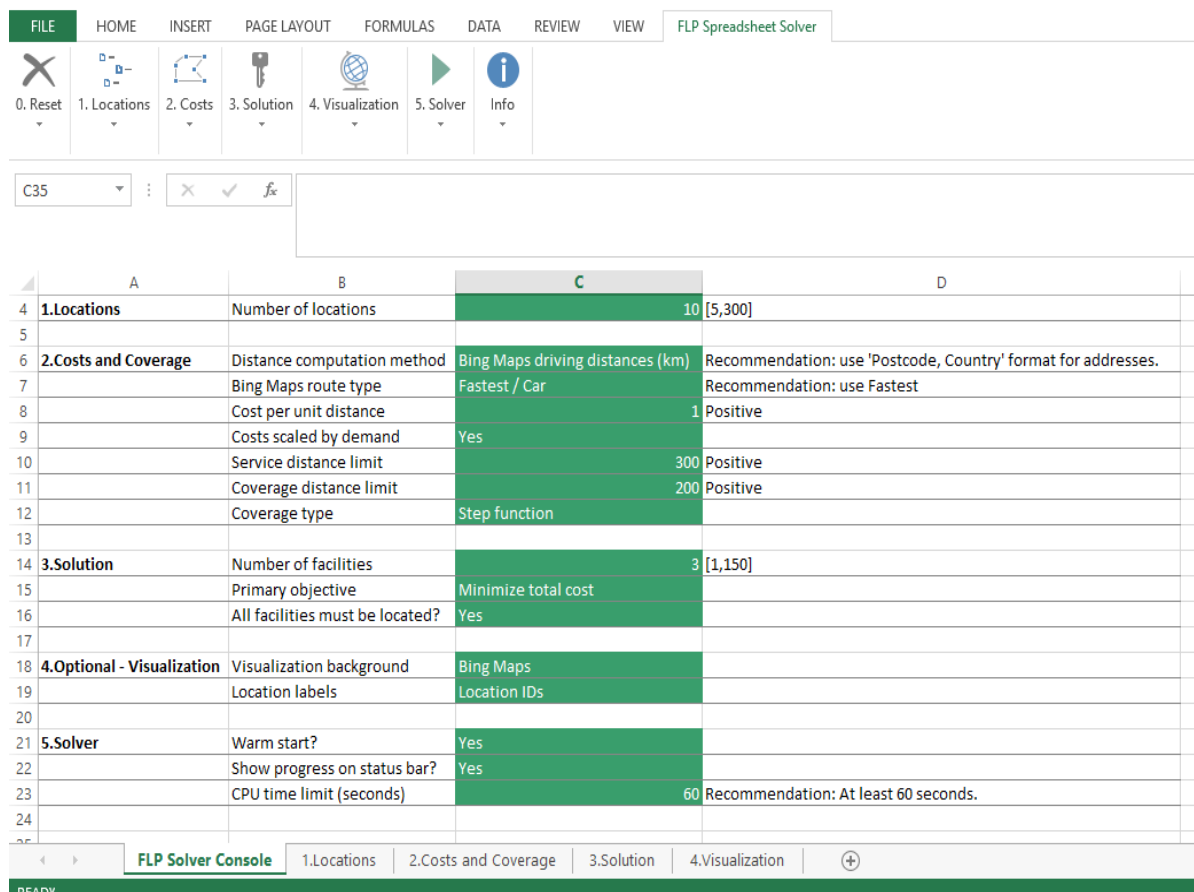 FILE HOME INSERT PAGE LAYOUT FORMULAS DATA REVIEW VIEW FLP Spreadsheet Solver
0. Reset 1. Locations 2. Costs 3. Solution 4. Visualization 5. Solver Info
C35 fx
A B C D
4 1.Locations Number of locations 10 [5,300]
5
6 2.Costs and Coverage Distance computation method Bing Maps driving distances (km) Recommendation: use 'Postcode, Country' format for addresses.
7 Bing Maps route type Fastest / Car Recommendation: use Fastest
8 Cost per unit distance 1 Positive
9 Costs scaled by demand Yes
10 Service distance limit 300 Positive
11 Coverage distance limit 200 Positive
12 Coverage type Step function
13
14 3.Solution Number of facilities 3 [1,150]
15 Primary objective Minimize total cost
16 All facilities must be located? Yes
17
18 4.Optional - Visualization Visualization background Bing Maps
19 Location labels Location IDs
20
21 5.Solver Warm start? Yes
22 Show progress on status bar? Yes
23 CPU time limit (seconds) 60 Recommendation: At least 60 seconds.
24
25
FLP Solver Console 1.Locations 2.Costs and Coverage 3.Solution 4.Visualization
READY